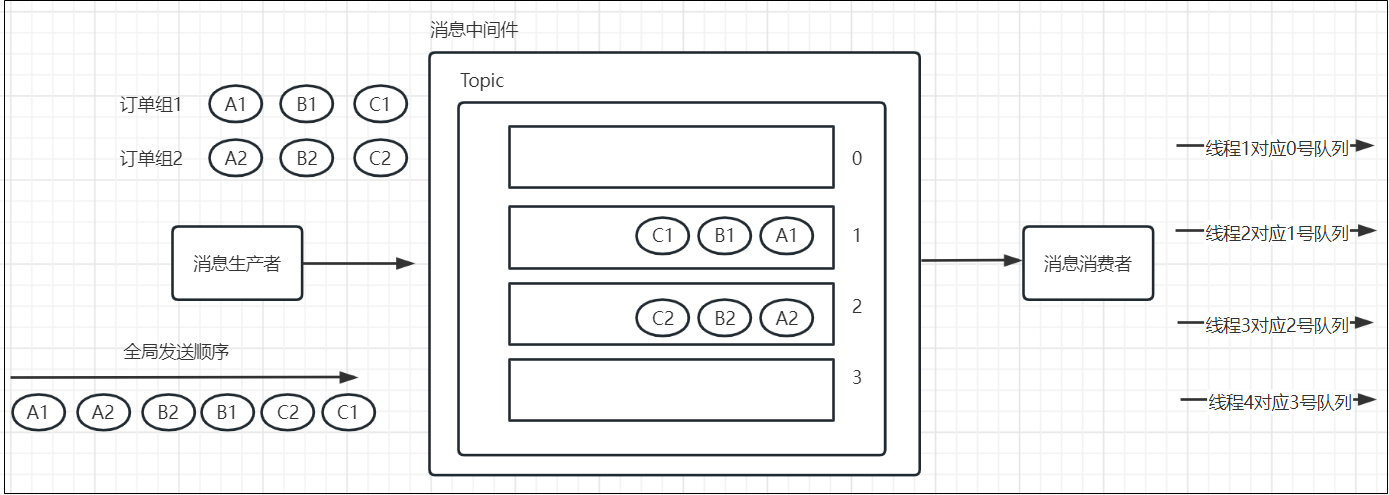 消息中间件
Topic
订单组1 A1 B1 C1
订单组2 A2 B2 C2
消息生产者
全局发送顺序
A1 A2 B2 B1 C2 C1
0
C1 B1 A1 1
C2 B2 A2 2
3
消息消费者
线程1对应0号队列
线程2对应1号队列
线程3对应2号队列
线程4对应3号队列